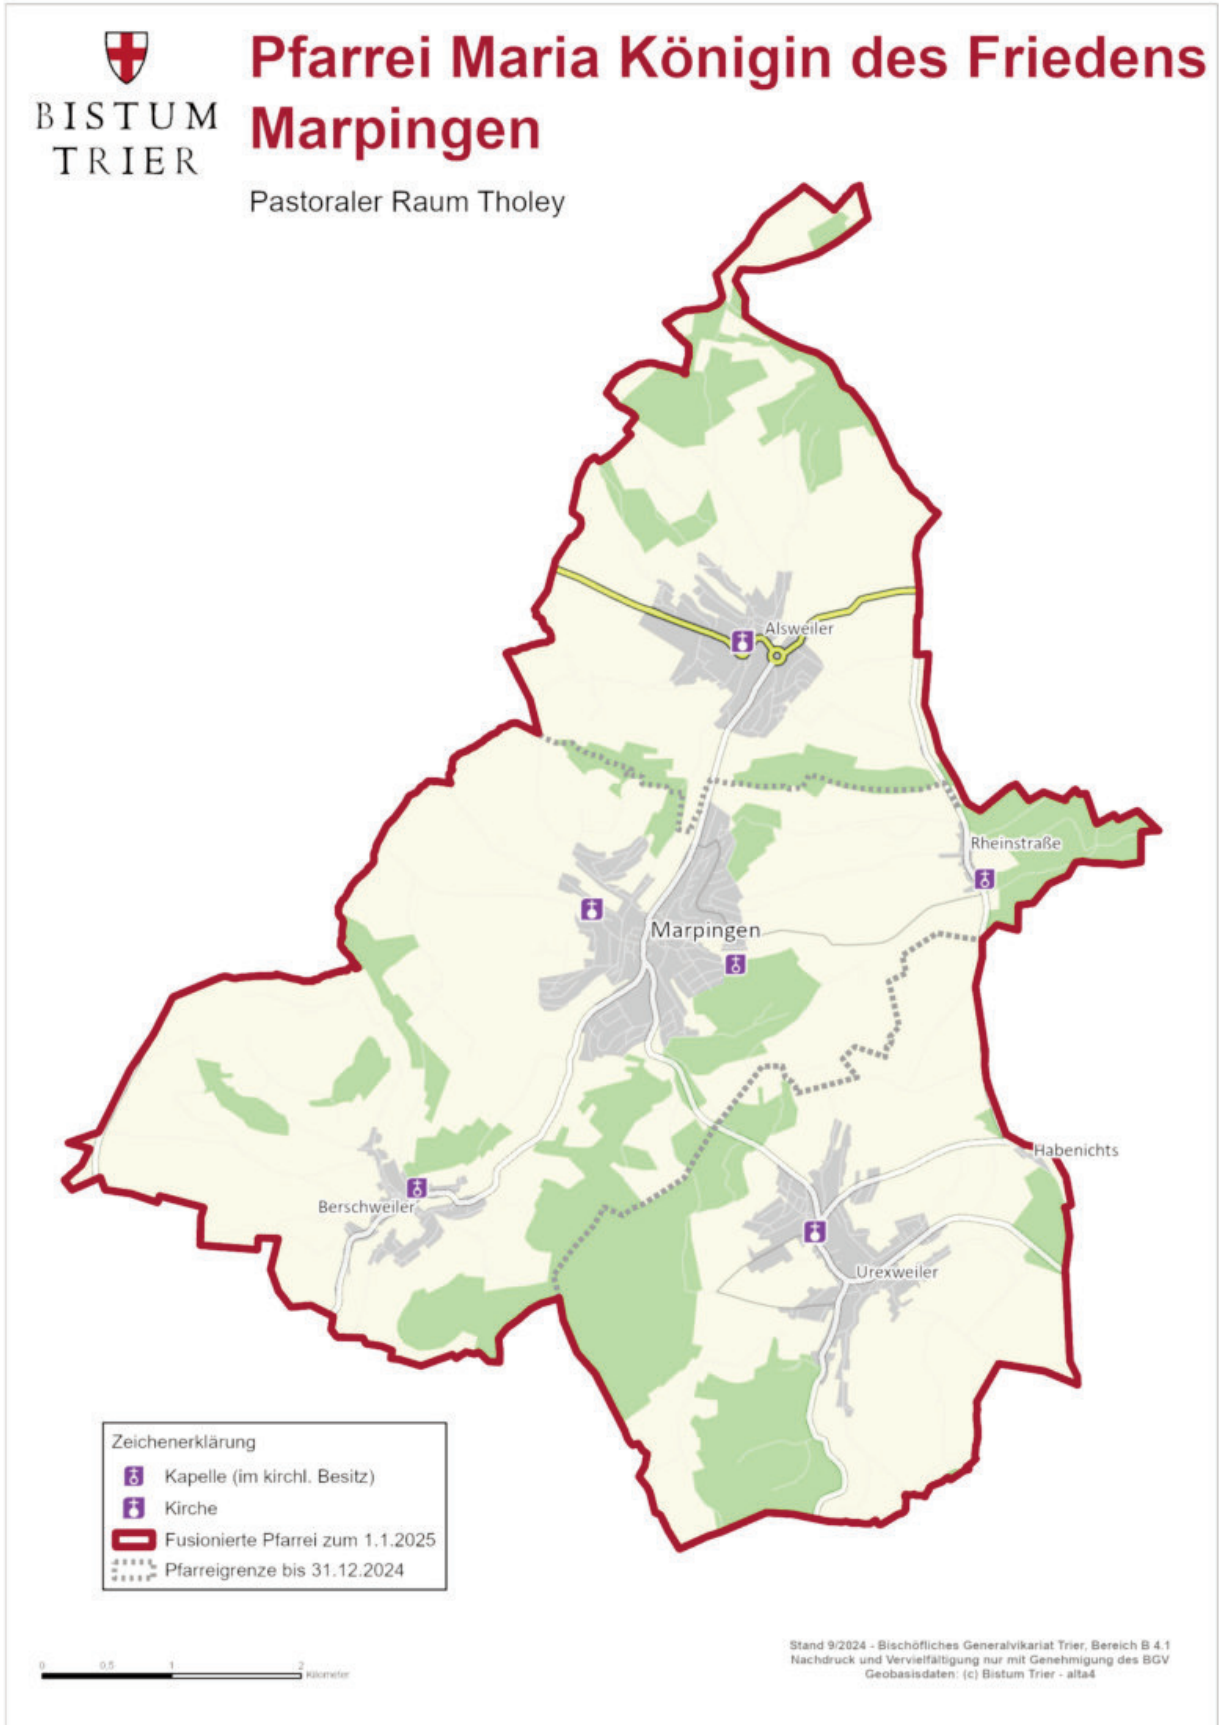 BISTUM
TRIER
Pfarrei Maria Königin des Friedens
Marpingen
Pastoraler Raum Tholey
Alsweiler
Rheinstraße
Marpingen
Habenichts
Berschweiler
Urexweiler
Zeichenerklärung
Kapelle (im kirchl. Besitz)
Kirche
Fusionierte Pfarrei zum 1.1.2025
Pfarreigrenze bis 31.12.2024
0 0,5 1 2
Kilometer
Stand 9/2024 - Bischöfliches Generalvikariat Trier, Bereich B 4.1
Nachdruck und Vervielfältigung nur mit Genehmigung des BGV
Geobasisdaten: (c) Bistum Trier - alta4